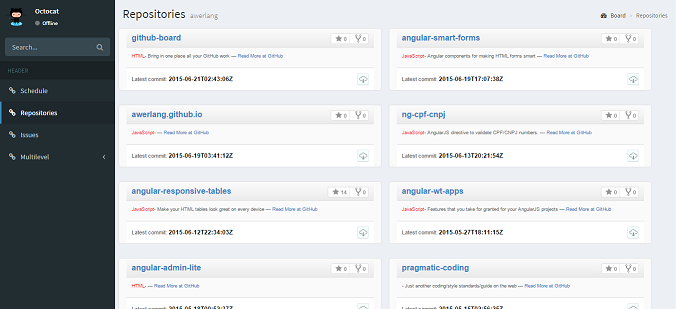 Octocat
Offline
Search...
HEADER
Schedule
Repositories
Issues
Multilevel
Repositories awerlang
Board > Repositories
github-board
0 0
HTML- Bring in one place all your GitHub work — Read More at GitHub
Latest commit: 2015-06-21T02:43:06Z
angular-smart-forms
0 0
JavaScript- Angular components for making HTML forms smart — Read More at GitHub
Latest commit: 2015-06-19T17:07:38Z
awerlang.github.io
0 0
JavaScript- — Read More at GitHub
Latest commit: 2015-06-19T03:41:12Z
ng-cpf-cnpj
0 0
JavaScript- AngularJS directive to validate CPF/CNPJ numbers. — Read More at GitHub
Latest commit: 2015-06-13T20:21:54Z
angular-responsive-tables
14 0
JavaScript- Make your HTML tables look great on every device — Read More at GitHub
Latest commit: 2015-06-12T22:34:03Z
angular-wt-apps
0 0
JavaScript- Features that you take for granted for your AngularJS projects — Read More at GitHub
Latest commit: 2015-05-27T18:11:15Z
angular-admin-lite
0 0
HTML- — Read More at GitHub
pragmatic-coding
0 0
- Just another coding/style standards/guide on the web — Read More at GitHub